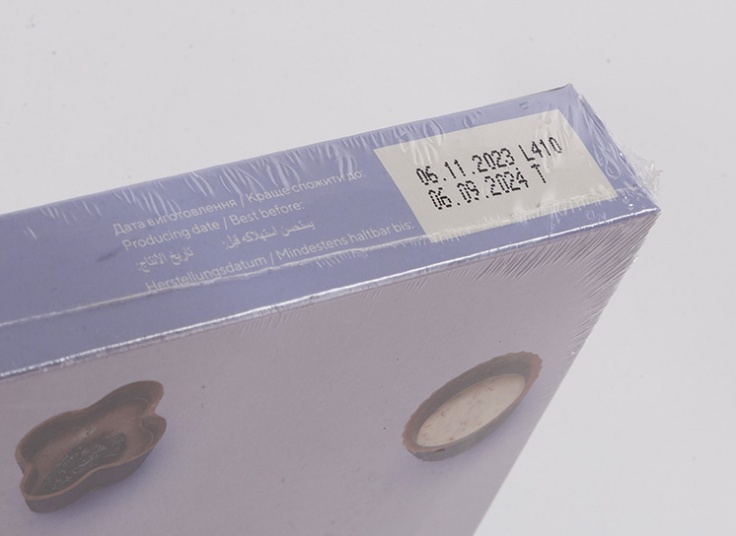 06.11.2023 L410
06.09.2024 T
Дата виготовлення / Краще спожити до:
Producing date / Best before:
تاريخ الانتاج: يستحسن استهلاكه قبل:
Herstellungsdatum / Mindestens haltbar bis: